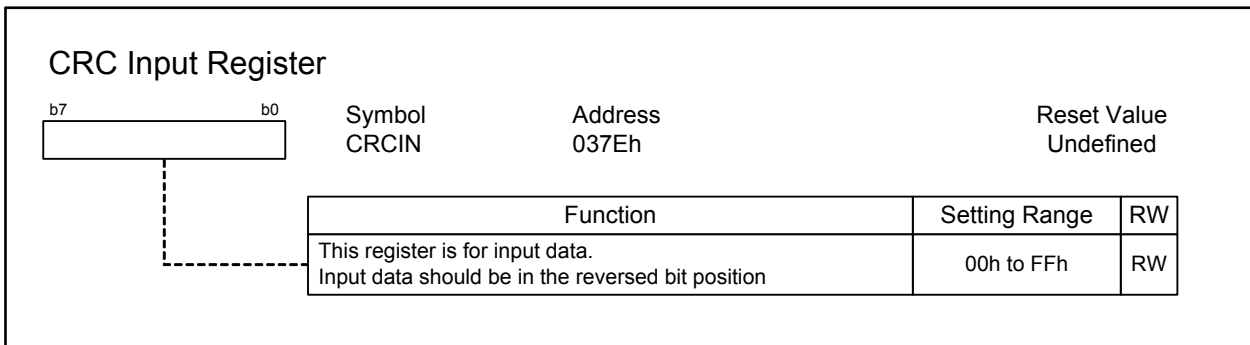 CRC Input Register
b7 b0
Symbol Address Reset Value
CRCIN 037Eh Undefined
Function Setting Range RW
This register is for input data.
Input data should be in the reversed bit position
00h to FFh RW